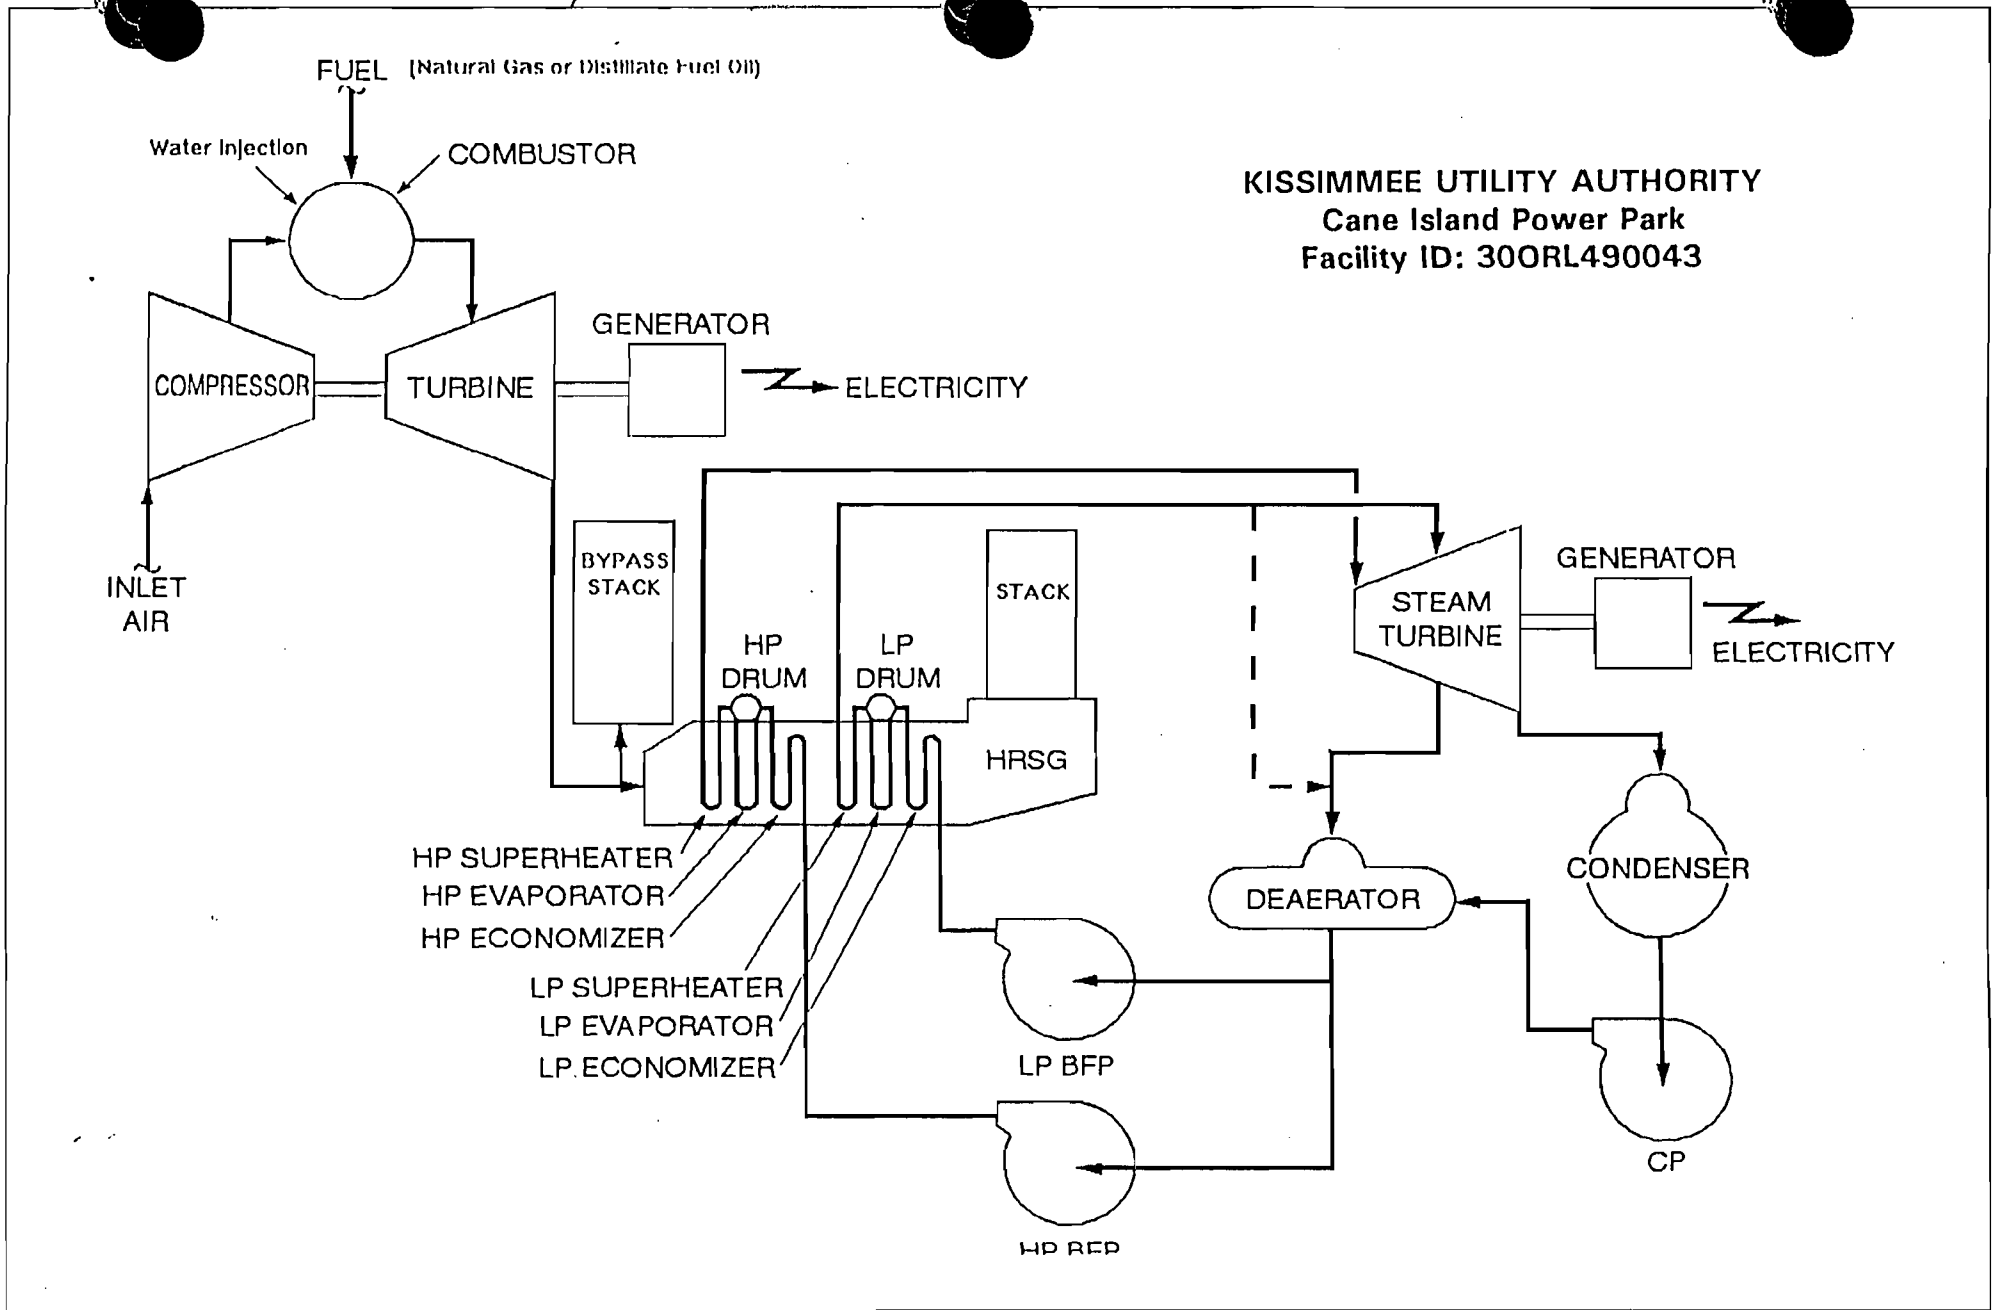 FUEL (Natural Gas or Distillate Fuel Oil)
Water Injection
COMBUSTOR
KISSIMMEE UTILITY AUTHORITY
Cane Island Power Park
Facility ID: 30ORL490043
GENERATOR
COMPRESSOR
TURBINE
ELECTRICITY
INLET
AIR
BYPASS
STACK
STACK
GENERATOR
STEAM
TURBINE
ELECTRICITY
HP
DRUM
LP
DRUM
HRSG
HP SUPERHEATER
HP EVAPORATOR
HP ECONOMIZER
CONDENSER
DEAERATOR
LP SUPERHEATER
LP EVAPORATOR
LP. ECONOMIZER
LP BFP
CP
HP BFP